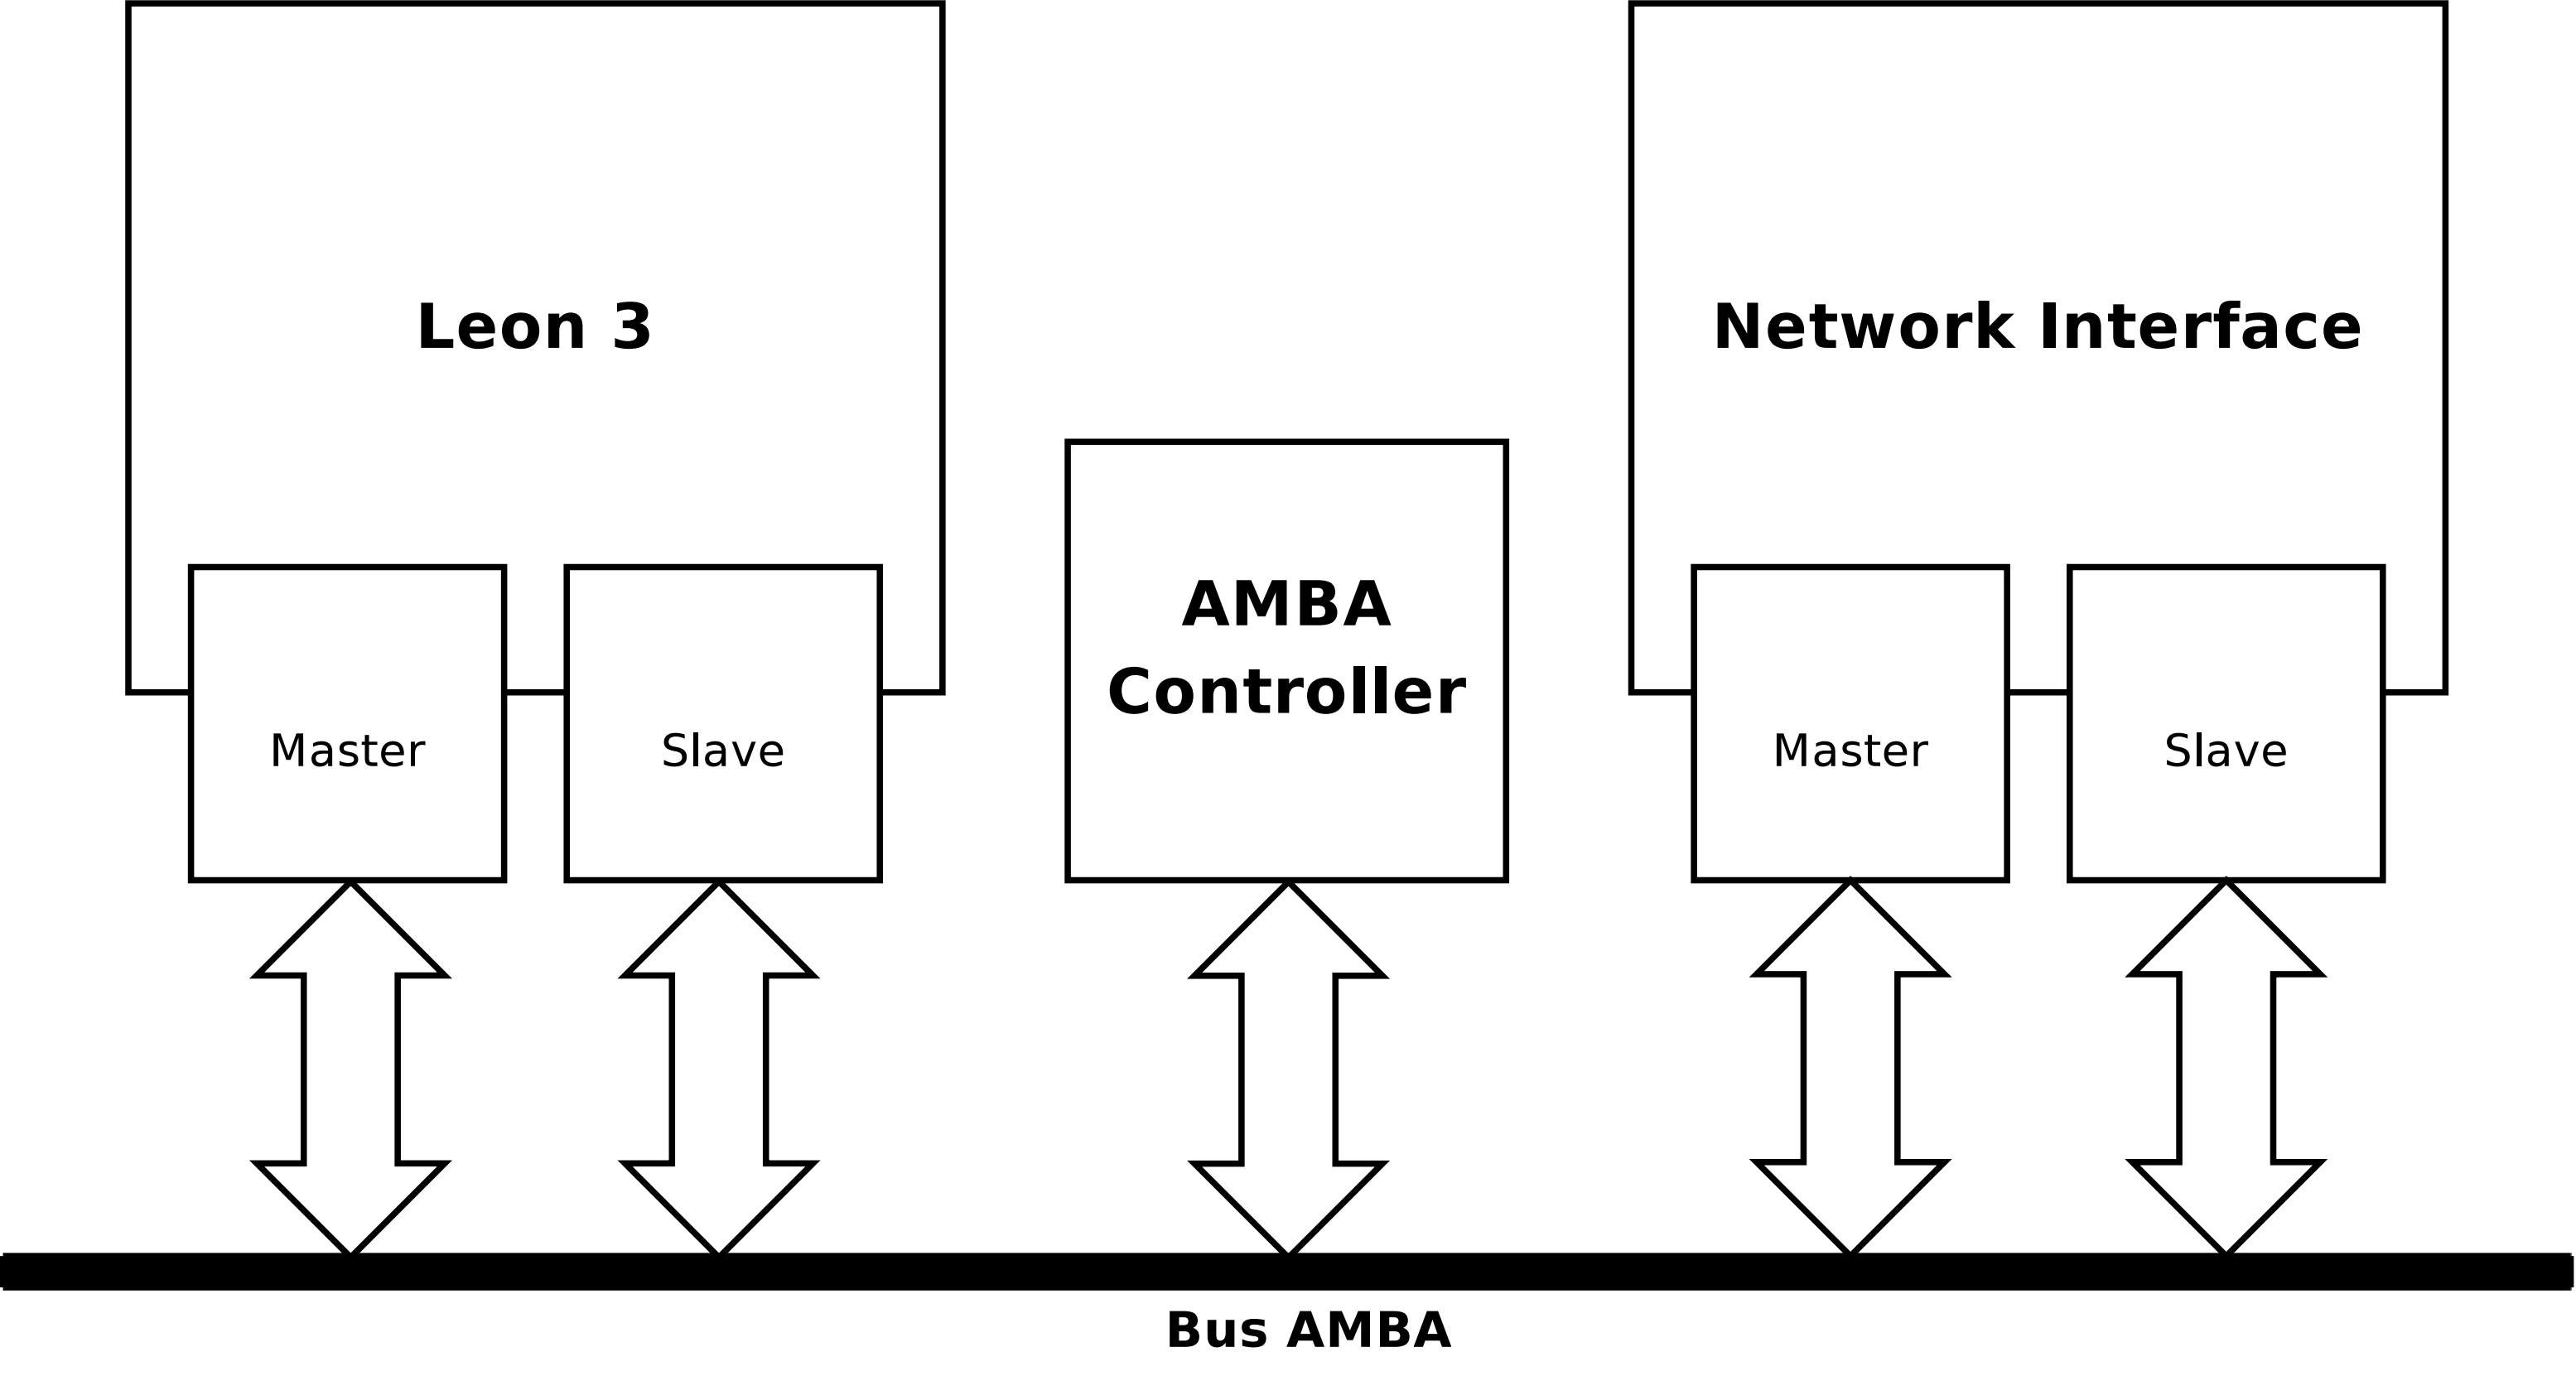 Leon 3
Network Interface
AMBA
Controller
Master
Slave
Master
Slave
Bus AMBA